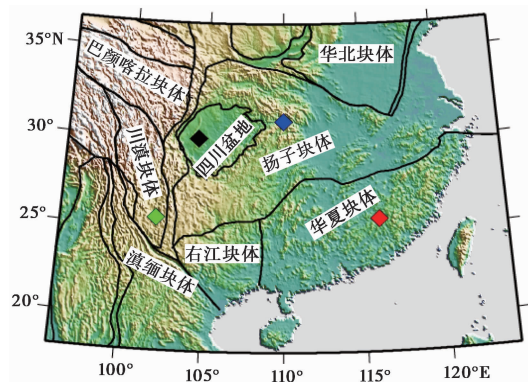 35°N
30°
25°
20°
100°
105°
110°
115°
120°E
华北块体
巴颜喀拉块体
川滇块体
四川盆地
扬子块体
华夏块体
右江块体
滇缅块体